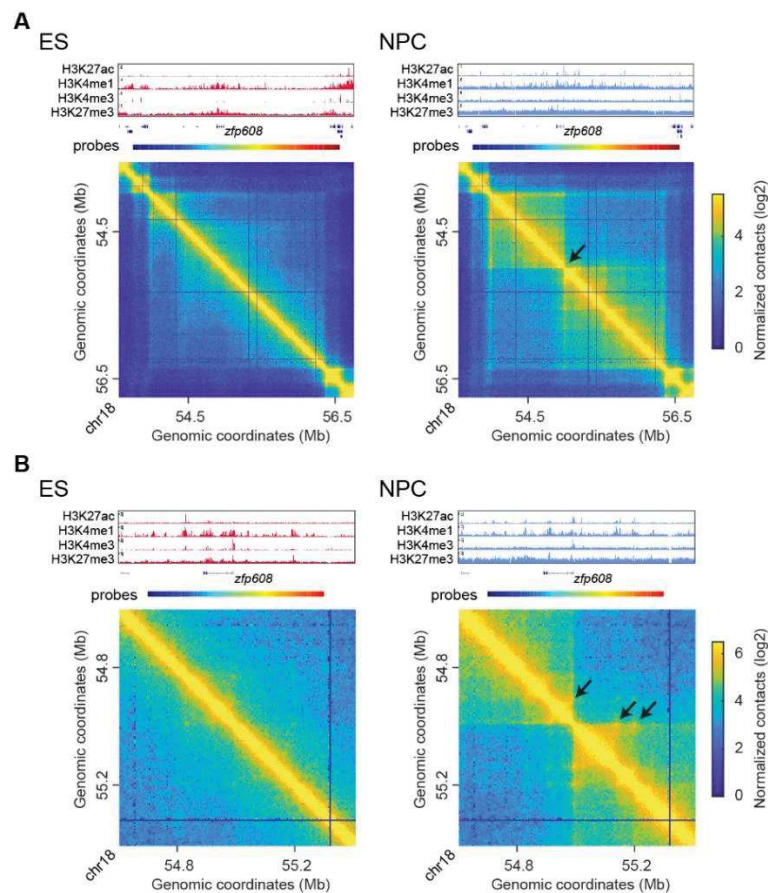 A
ES NPC
H3K27ac H3K27ac
H3K4me1 H3K4me1
H3K4me3 H3K4me3
H3K27me3 H3K27me3
zfp608 zfp608
probes probes
Genomic coordinates (Mb) Genomic coordinates (Mb) Normalized contacts (log2)
54.5 54.5 4
2
56.5 56.5 0
chr18 54.5 56.5 chr18 54.5 56.5
Genomic coordinates (Mb) Genomic coordinates (Mb)
B
ES NPC
H3K27ac H3K27ac
H3K4me1 H3K4me1
H3K4me3 H3K4me3
H3K27me3 H3K27me3
zfp608 zfp608
probes probes
Genomic coordinates (Mb) Genomic coordinates (Mb) Normalized contacts (log2)
54.8 54.8 6
4
2
55.2 55.2 0
chr18 54.8 55.2 chr18 54.8 55.2
Genomic coordinates (Mb) Genomic coordinates (Mb)